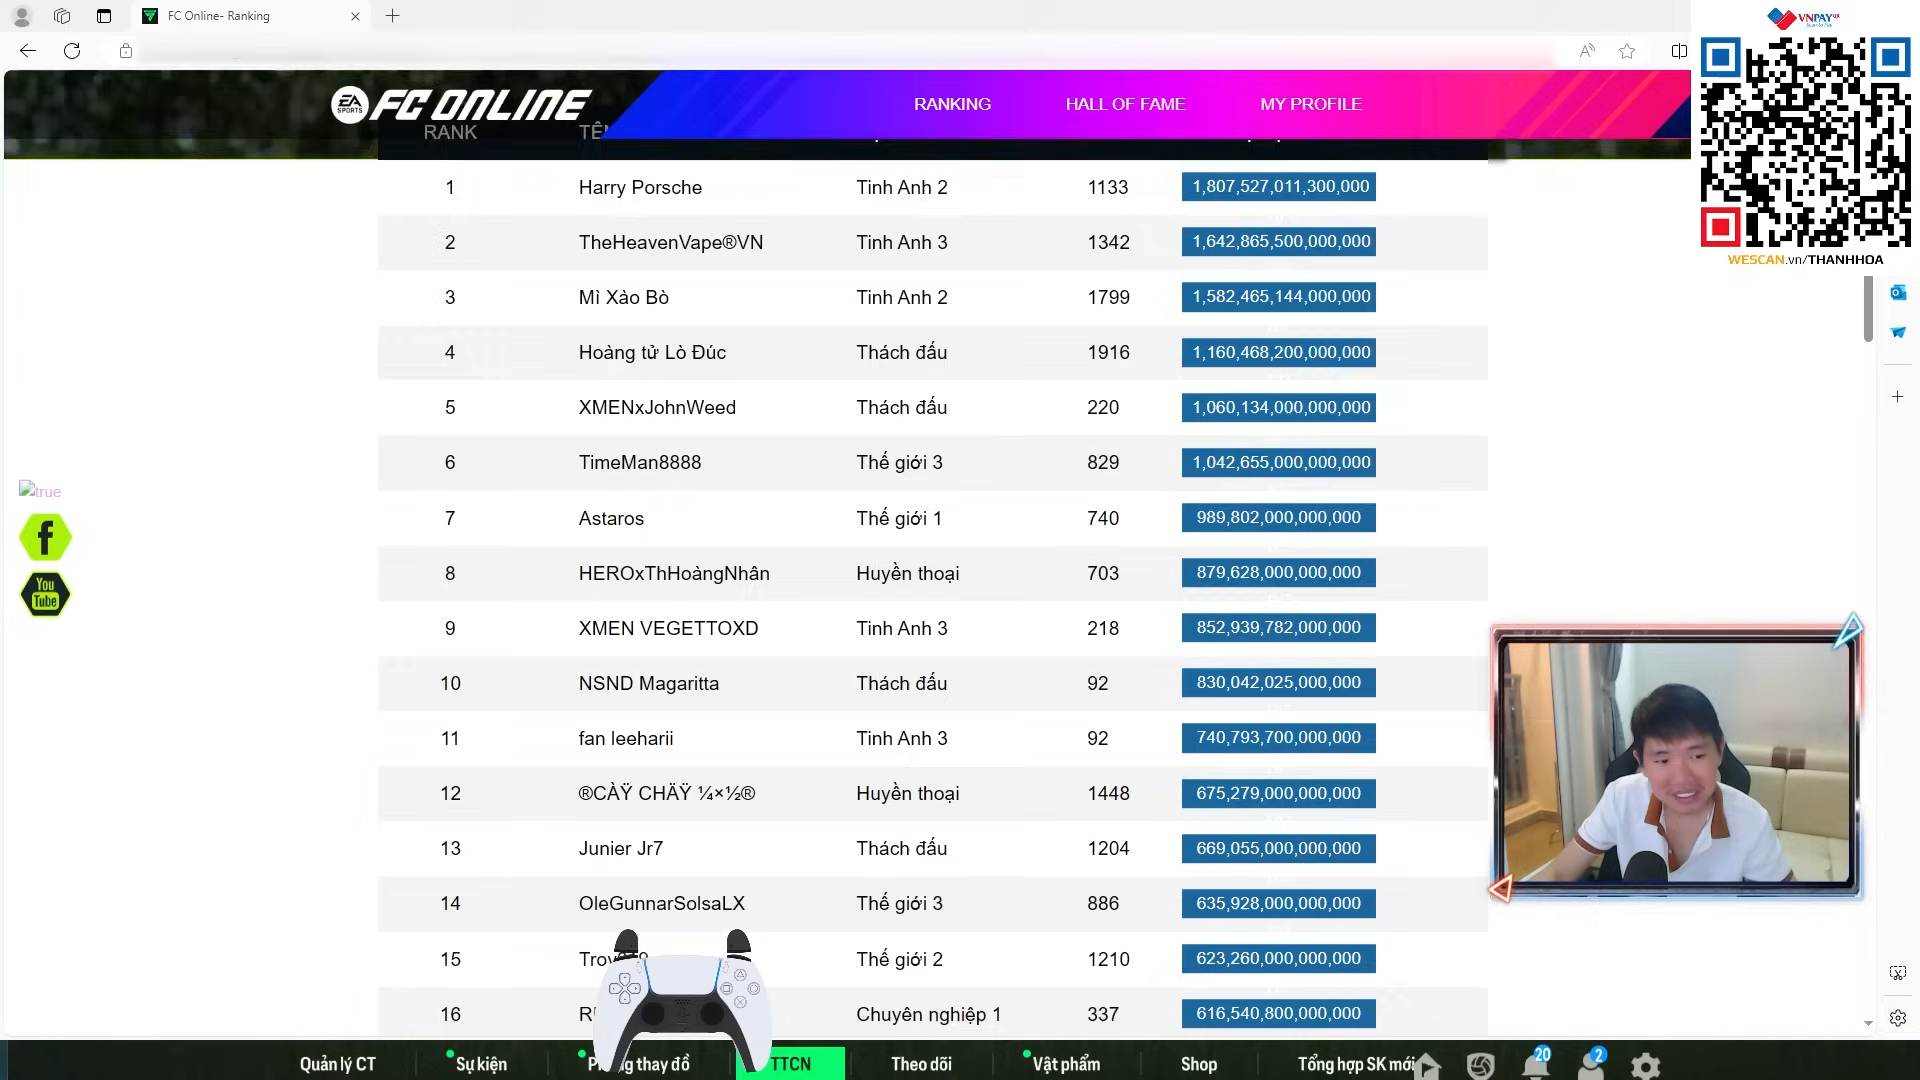 FC Online- Ranking
VNPAY
EA SPORTS FC ONLINE
RANKING HALL OF FAME MY PROFILE
RANK
1 Harry Porsche Tinh Anh 2 1133 1,807,527,011,300,000
2 TheHeavenVape®VN Tinh Anh 3 1342 1,642,865,500,000,000
WESCAN.vn/THANHHOA
3 Mì Xào Bò Tinh Anh 2 1799 1,582,465,144,000,000
4 Hoàng tử Lò Đúc Thách đấu 1916 1,160,468,200,000,000
5 XMENxJohnWeed Thách đấu 220 1,060,134,000,000,000
6 TimeMan8888 Thế giới 3 829 1,042,655,000,000,000
true
7 Astaros Thế giới 1 740 989,802,000,000,000
8 HEROxThHoàngNhân Huyền thoại 703 879,628,000,000,000
You
Tube
9 XMEN VEGETTOXD Tinh Anh 3 218 852,939,782,000,000
10 NSND Magaritta Thách đấu 92 830,042,025,000,000
11 fan leeharii Tinh Anh 3 92 740,793,700,000,000
12 ®CÀŸ CHÄŸ ¼×½® Huyền thoại 1448 675,279,000,000,000
13 Junier Jr7 Thách đấu 1204 669,055,000,000,000
14 OleGunnarSolsaLX Thế giới 3 886 635,928,000,000,000
15 Thế giới 2 1210 623,260,000,000,000
16 Chuyên nghiệp 1 337 616,540,800,000,000
Quản lý CT Sự kiện thay đồ TTCN Theo dõi Vật phẩm Shop Tổng hợp SK mới 20 2